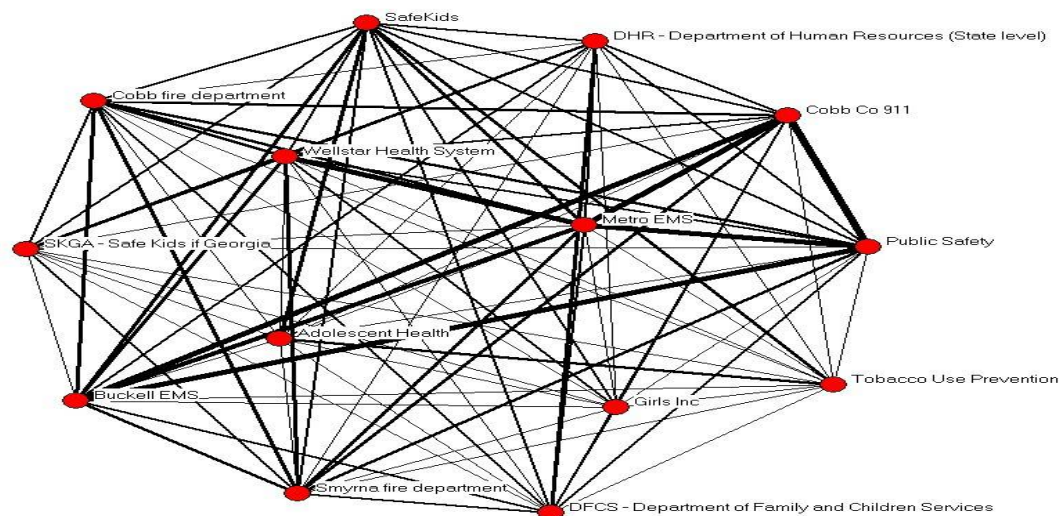 SafeKids
DHR - Department of Human Resources (State level)
Cobb fire department
Cobb Co 911
Wellstar Health System
Metro EMS
SKGA - Safe Kids if Georgia
Public Safety
Adolescent Health
Tobacco Use Prevention
Buckell EMS
Girls Inc
Smyrna fire department
DFCS - Department of Family and Children Services